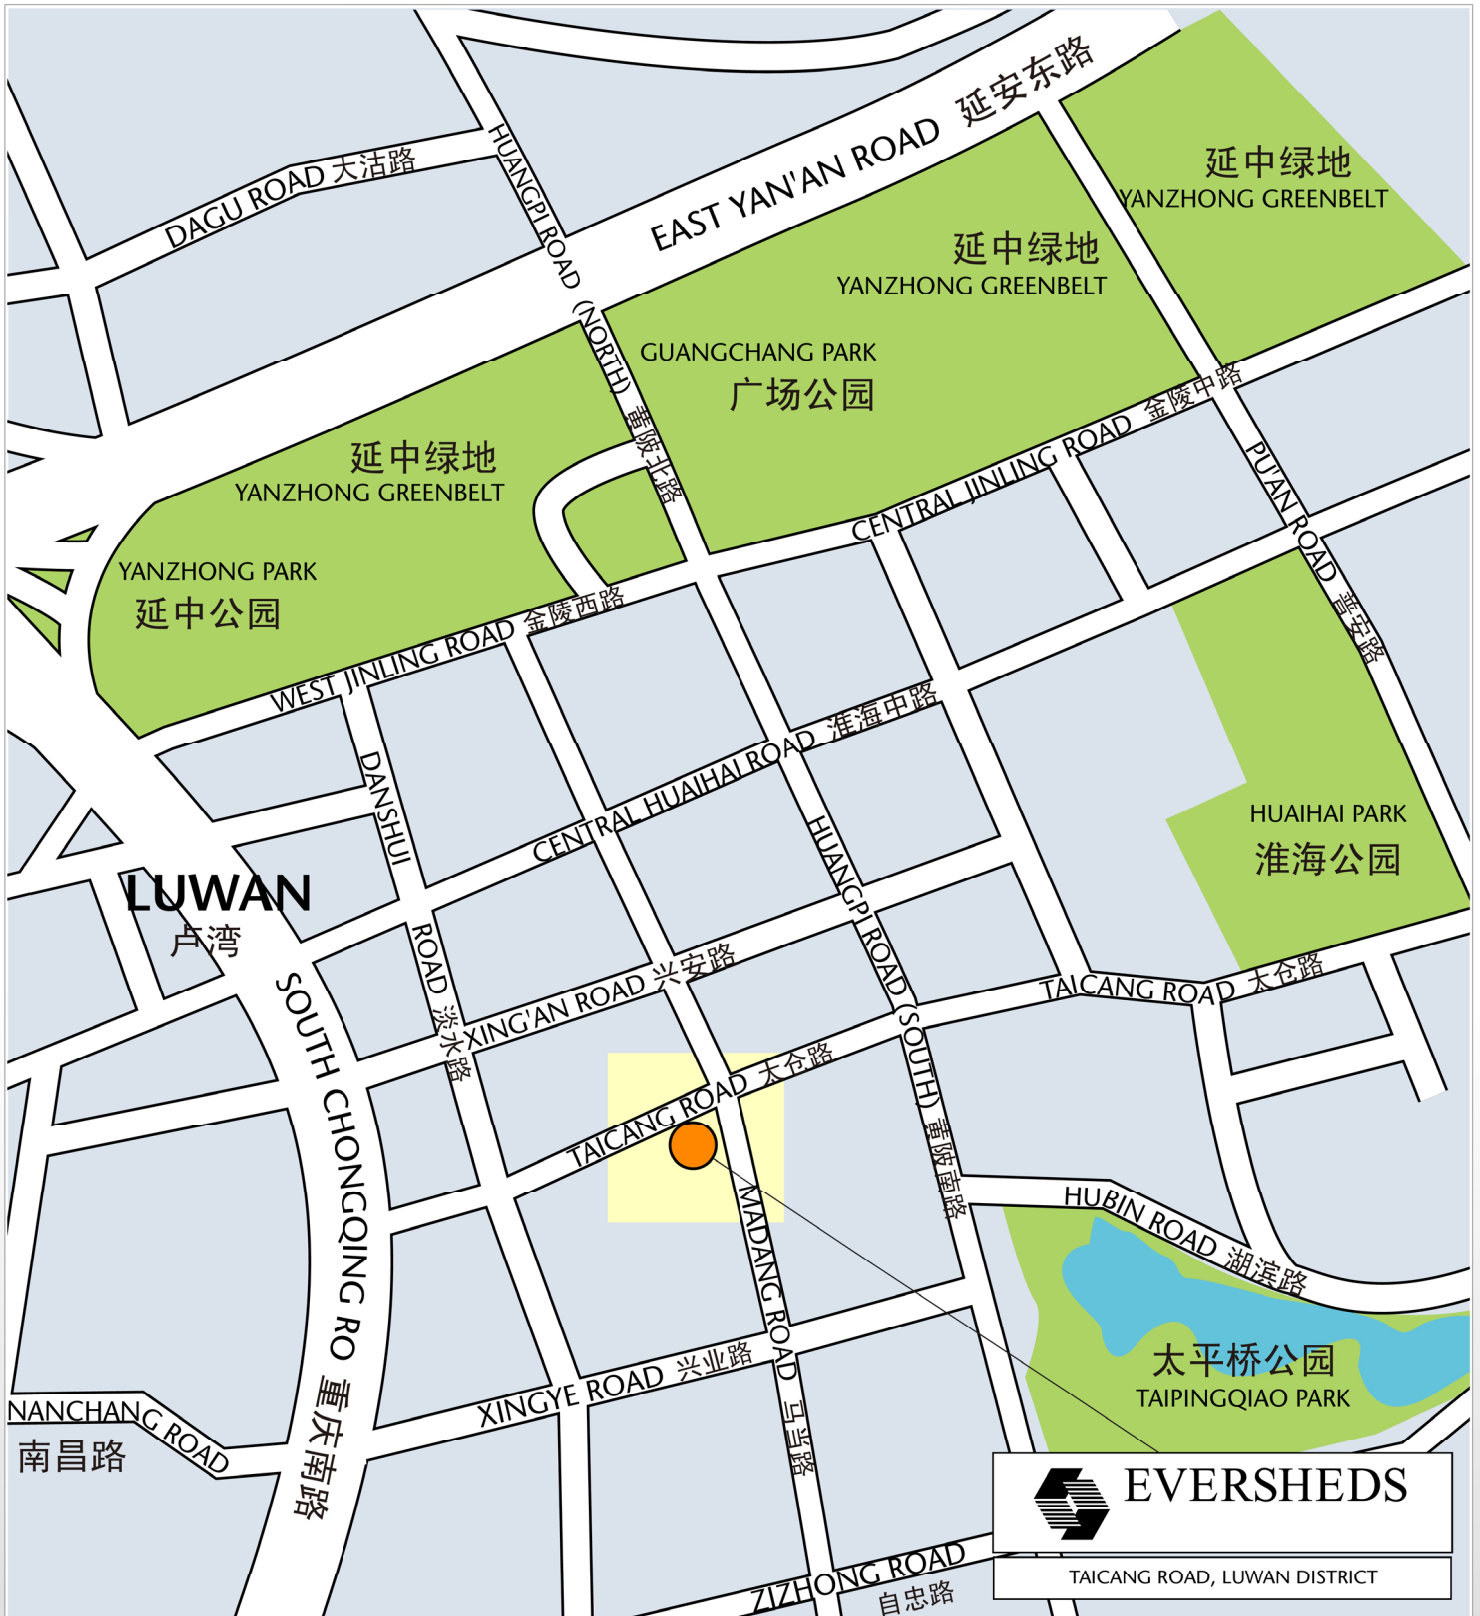 EAST YAN'AN ROAD 延安东路
DAGU ROAD 大沽路
HUANGPI ROAD (NORTH) 黄陂北路
延中绿地
YANZHONG GREENBELT
延中绿地
YANZHONG GREENBELT
GUANGCHANG PARK
广场公园
延中绿地
YANZHONG GREENBELT
YANZHONG PARK
延中公园
CENTRAL JINLING ROAD 金陵中路
WEST JINLING ROAD 金陵西路
PU'AN ROAD 普安路
CENTRAL HUAIHAI ROAD 淮海中路
DANSHUI ROAD 淡水路
HUAIHAI PARK
淮海公园
LUWAN
卢湾
HUANGPI ROAD (SOUTH) 黄陂南路
XING'AN ROAD 兴安路
TAICANG ROAD 太仓路
TAICANG ROAD 太仓路
SOUTH CHONGQING RO 重庆南路
MADANG ROAD 马当路
HUBIN ROAD 湖滨路
太平桥公园
TAIPINGQIAO PARK
XINGYE ROAD 兴业路
NANCHANG ROAD
南昌路
EVERSHEDS
TAICANG ROAD, LUWAN DISTRICT
ZIZHONG ROAD
自忠路